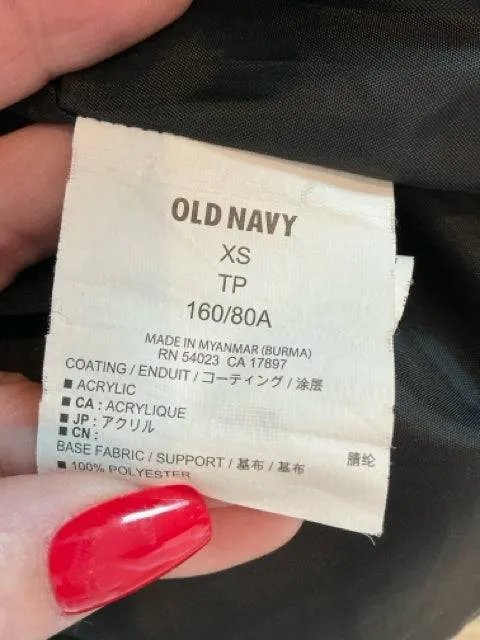 OLD NAVY
XS
TP
160/80A
MADE IN MYANMAR (BURMA)
RN 54023 CA 17897
COATING / ENDUIT / コーティング / 涂层
■ ACRYLIC
■ CA : ACRYLIQUE
■ JP : アクリル
■ CN : 腈纶
BASE FABRIC / SUPPORT / 基布 / 基布
■ 100% POLYESTER